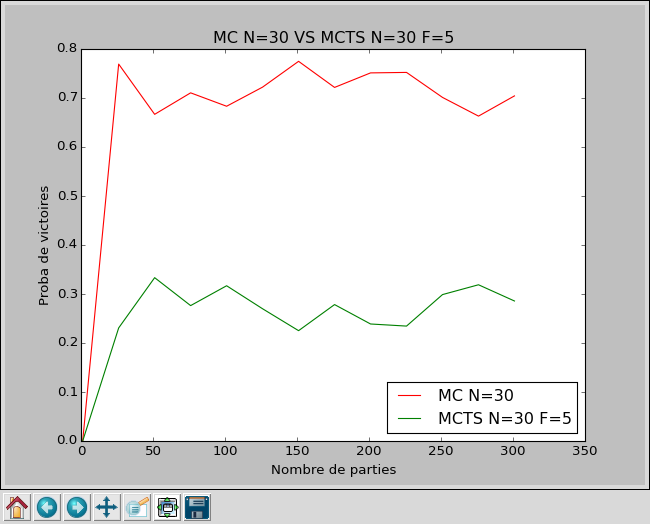 MC N=30 VS MCTS N=30 F=5
0.8
0.7
0.6
0.5
0.4
0.3
0.2
0.1
0.0
Proba de victoires
MC N=30
MCTS N=30 F=5
0 50 100 150 200 250 300 350
Nombre de parties